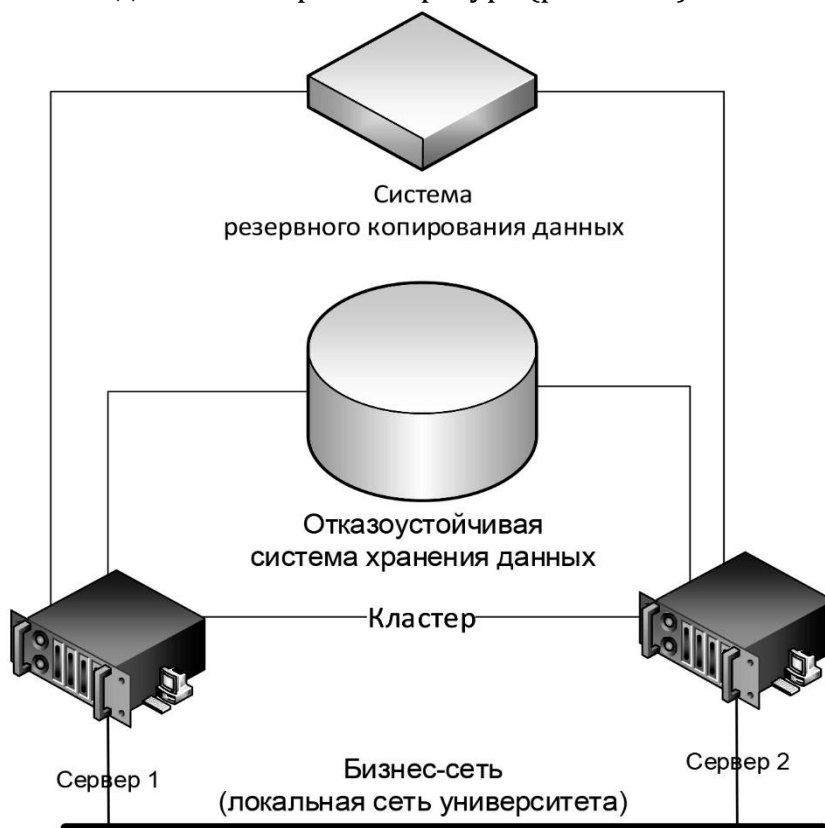 Система
резервного копирования данных
Отказоустойчивая
система хранения данных
Кластер
Сервер 1
Сервер 2
Бизнес-сеть
(локальная сеть университета)